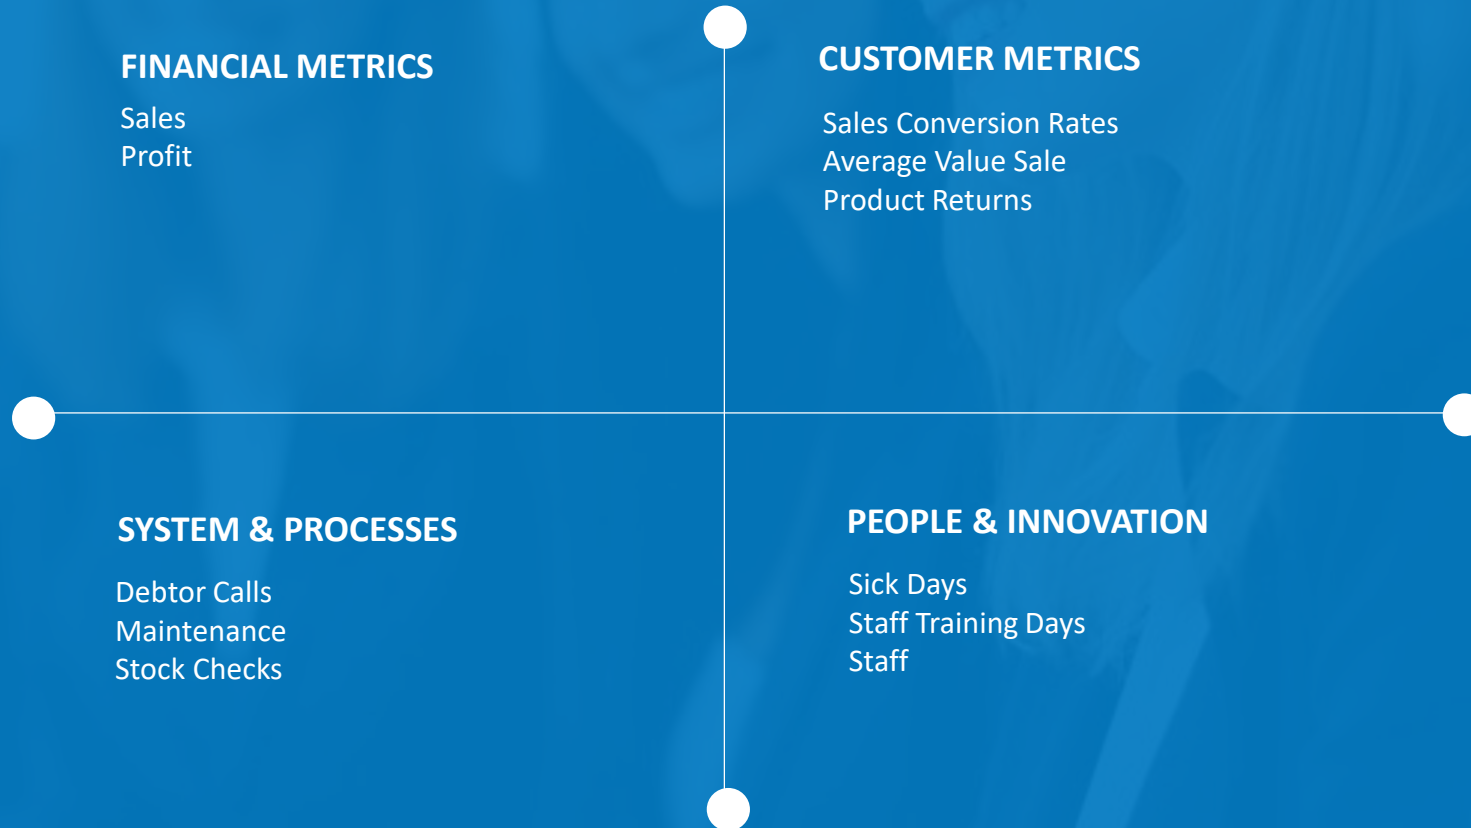 FINANCIAL METRICS
Sales
Profit
CUSTOMER METRICS
Sales Conversion Rates
Average Value Sale
Product Returns
SYSTEM & PROCESSES
Debtor Calls
Maintenance
Stock Checks
PEOPLE & INNOVATION
Sick Days
Staff Training Days
Staff